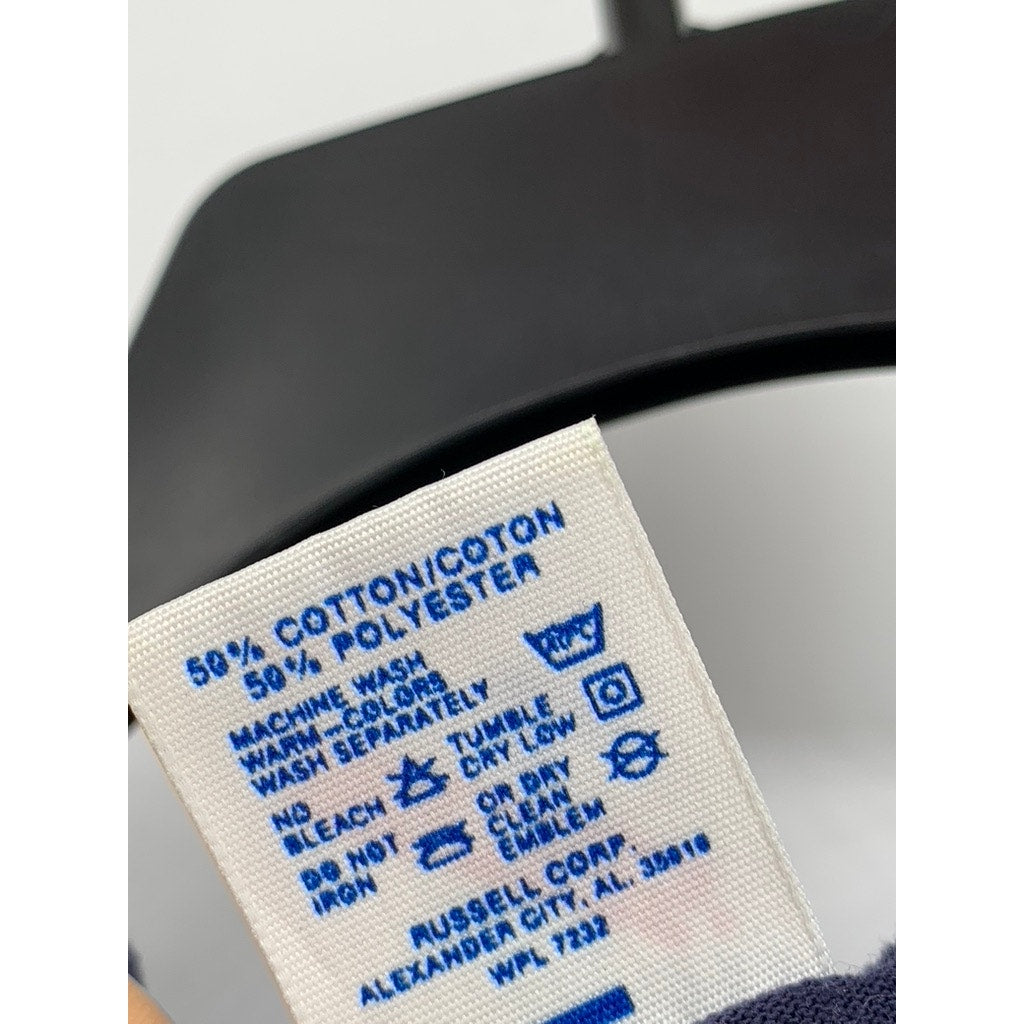 50% COTTON/COTON
50% POLYESTER
MACHINE WASH
WARM-COLORS
WASH SEPARATELY
NO
BLEACH
TUMBLE
DRY LOW
DO NOT
IRON
OR DRY
CLEAN
EMBLEM
RUSSELL CORP.
ALEXANDER CITY, AL.
WPL 7232